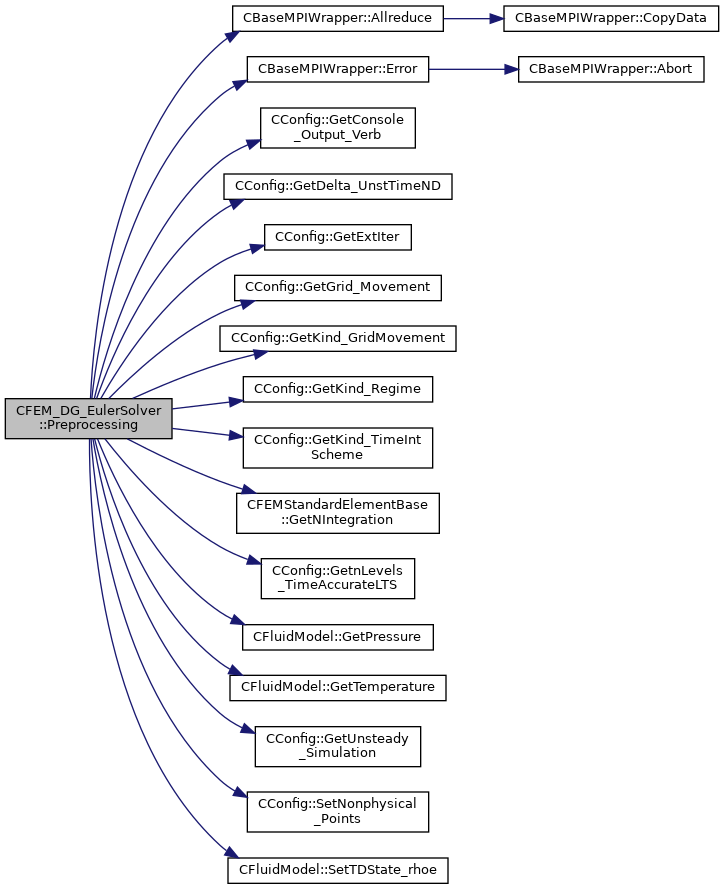 CBaseMPIWrapper::Allreduce
CBaseMPIWrapper::CopyData
CBaseMPIWrapper::Error
CBaseMPIWrapper::Abort
CConfig::GetConsole
_Output_Verb
CConfig::GetDelta_UnstTimeND
CConfig::GetExtIter
CConfig::GetGrid_Movement
CConfig::GetKind_GridMovement
CConfig::GetKind_Regime
CFEM_DG_EulerSolver
::Preprocessing
CConfig::GetKind_TimeInt
Scheme
CFEMStandardElementBase
::GetNIntegration
CConfig::GetnLevels
_TimeAccurateLTS
CFluidModel::GetPressure
CFluidModel::GetTemperature
CConfig::GetUnsteady
_Simulation
CConfig::SetNonphysical
_Points
CFluidModel::SetTDState_rhoe